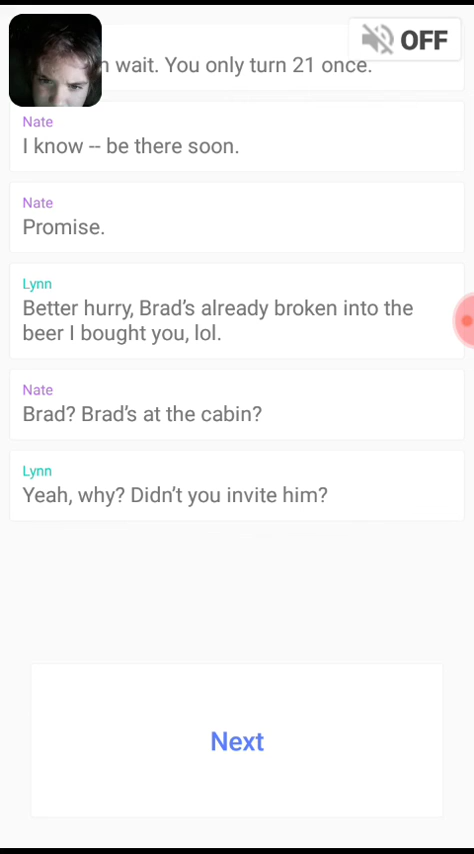 OFF
wait. You only turn 21 once.
Nate
I know -- be there soon.
Nate
Promise.
Lynn
Better hurry, Brad's already broken into the
beer I bought you, lol.
Nate
Brad? Brad's at the cabin?
Lynn
Yeah, why? Didn't you invite him?
Next